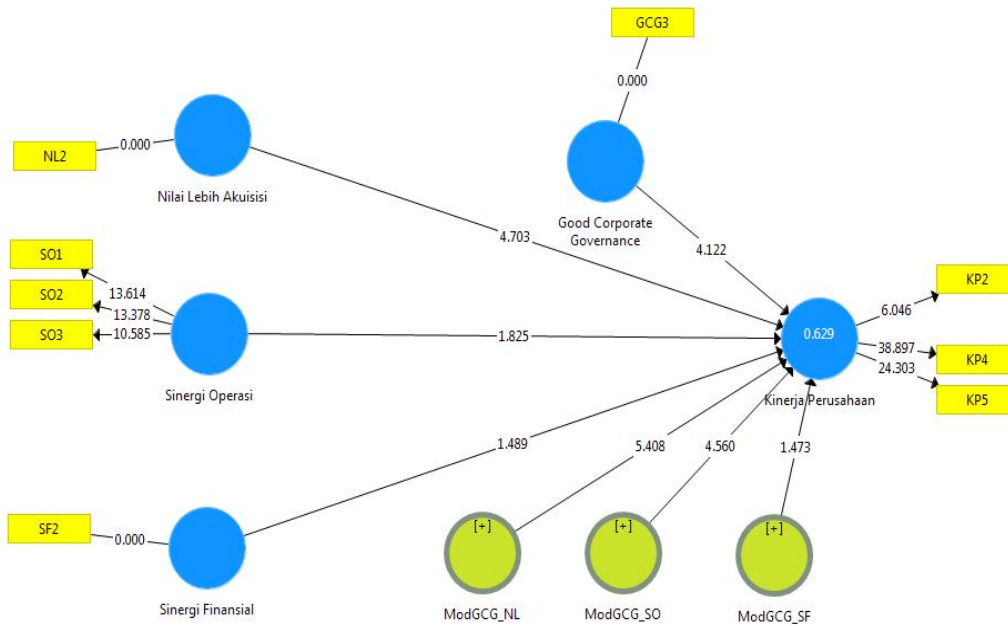 GCG3
0.000
NL2
0.000
Nilai Lebih Akuisisi
Good Corporate
Governance
4.703
4.122
SO1
SO2
SO3
13.614
13.378
10.585
Sinergi Operasi
1.825
0.629
Kinerja Perusahaan
6.046
38.897
24.303
KP2
KP4
KP5
1.489
5.408
4.560
1.473
SF2
0.000
Sinergi Finansial
[+]
[+]
[+]
ModGCG_NL
ModGCG_SO
ModGCG_SF